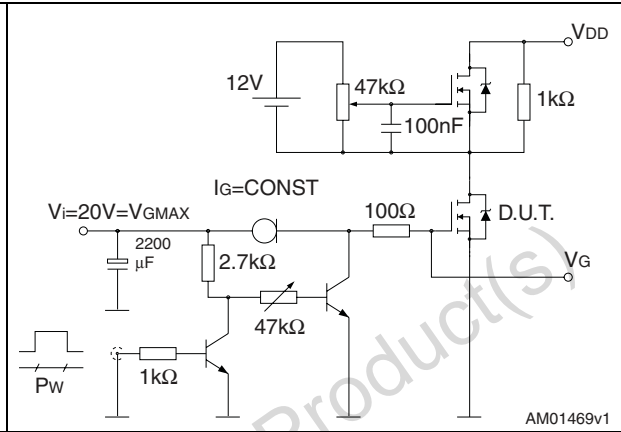 VDD
12V
47kΩ
1kΩ
100nF
IG=CONST
Vi=20V=VGMAX
100Ω
D.U.T.
2200
μF
2.7kΩ
VG
47kΩ
1kΩ
PW
Product(s)
AM01469v1